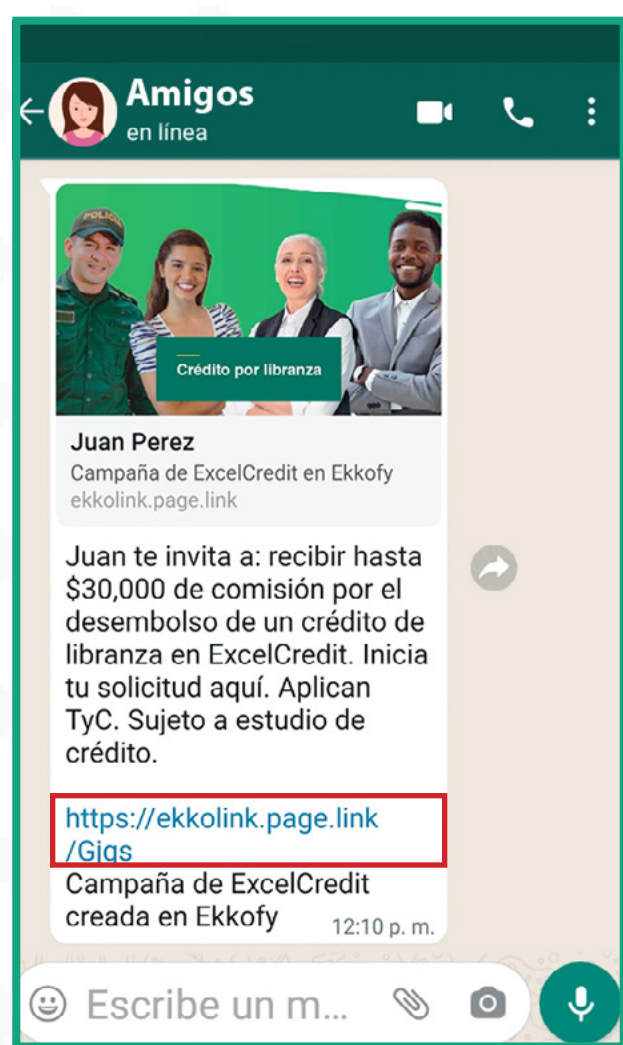 Amigos
en línea
POLICIA
Crédito por libranza
Juan Perez
Campaña de ExcelCredit en Ekkofy
ekkolink.page.link
Juan te invita a: recibir hasta
$30,000 de comisión por el
desembolso de un crédito de
libranza en ExcelCredit. Inicia
tu solicitud aquí. Aplican
TyC. Sujeto a estudio de
crédito.
https://ekkolink.page.link
/Gjqs
Campaña de ExcelCredit
creada en Ekkofy
12:10 p. m.
Escribe un m...